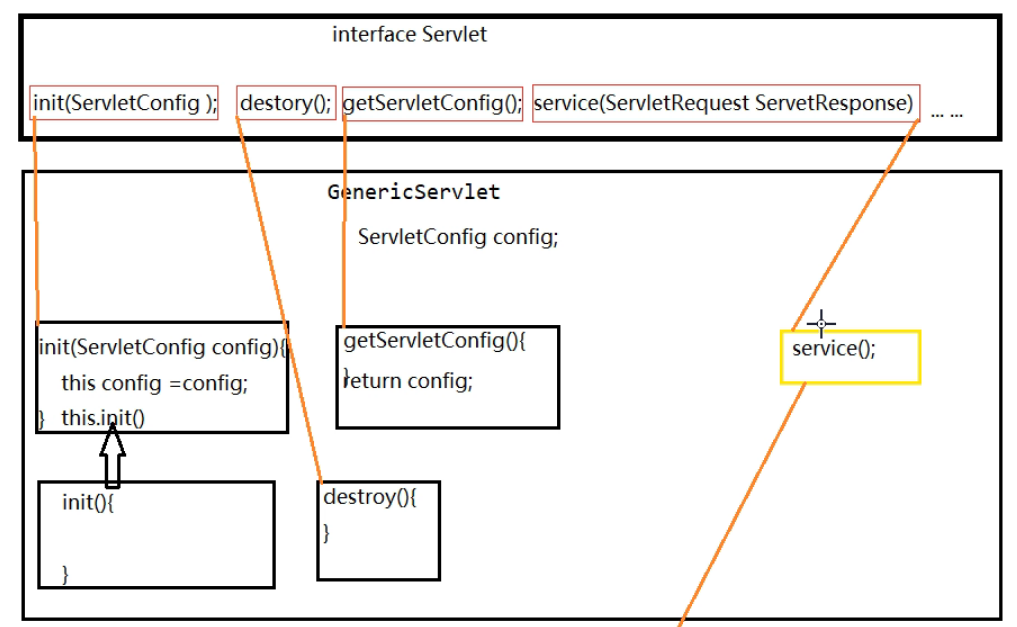 interface Servlet
init(ServletConfig ); destory(); getServletConfig(); service(ServletRequest ServetResponse) ... ...
GenericServlet
ServletConfig config;
init(ServletConfig config){
this config =config;
} this.init()
getServletConfig(){
return config;
}
service();
init(){
}
destroy(){
}